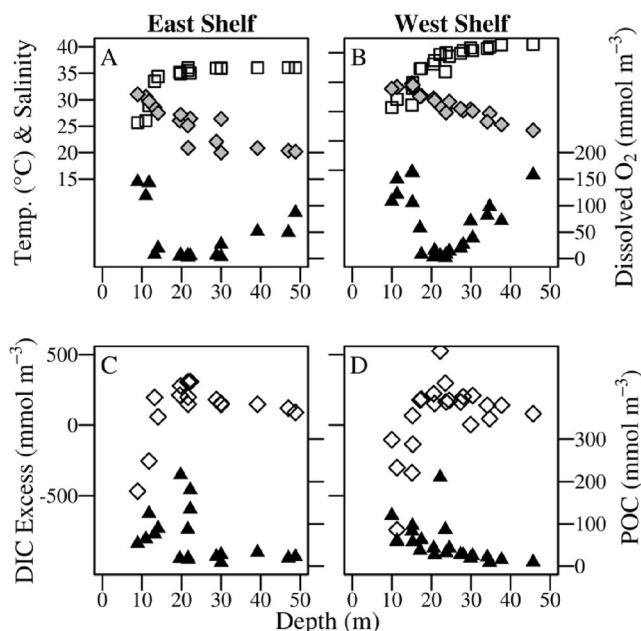 East Shelf West Shelf
A B
Temp. (°C) & Salinity
40
35
30
25
20
15
200
150
100
50
0
Dissolved O₂ (mmol m⁻³)
0 10 20 30 40 50 0 10 20 30 40 50
C D
DIC Excess (mmol m⁻³)
500
0
-500
300
200
100
0
POC (mmol m⁻³)
0 10 20 30 40 50 0 10 20 30 40 50
Depth (m)